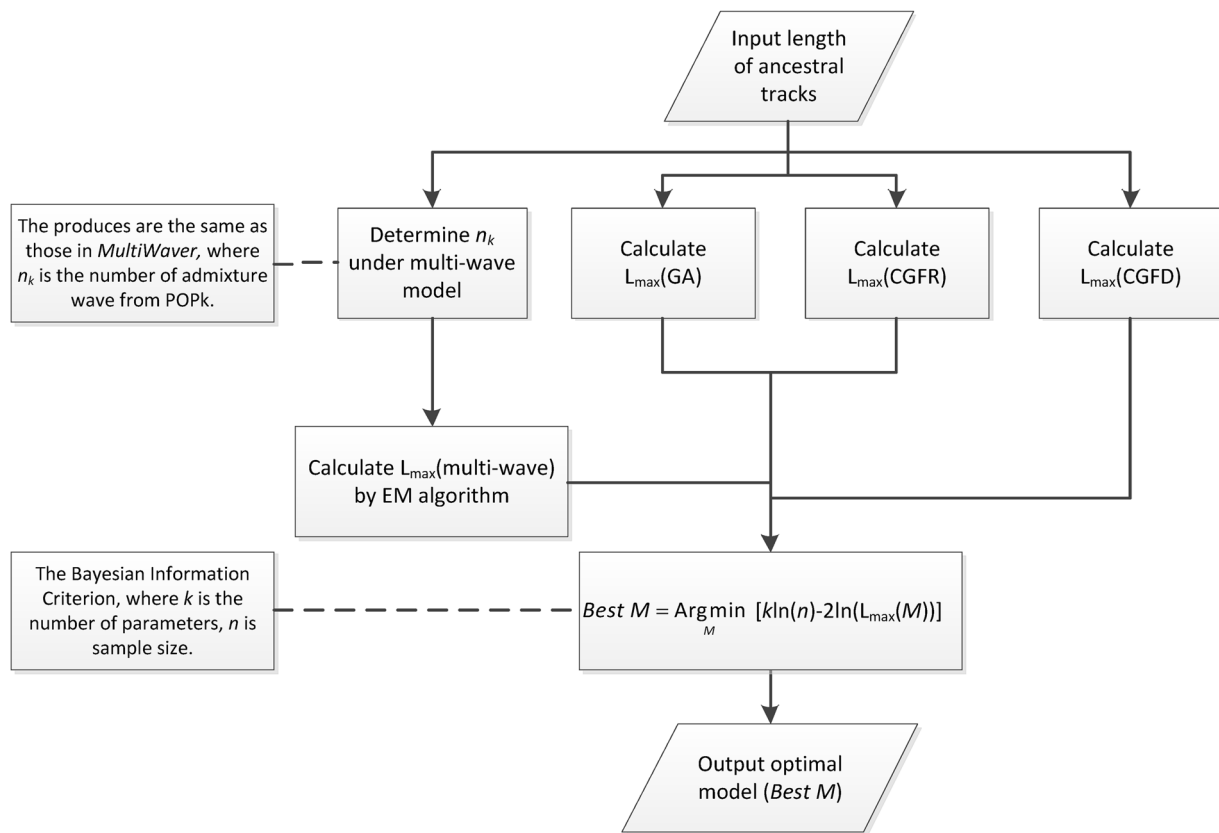 Input length
of ancestral
tracks
The produces are the same as
those in MultiWaver, where
nk is the number of admixture
wave from POPk.
Determine nk
under multi-wave
model
Calculate
Lmax(GA)
Calculate
Lmax(CGFR)
Calculate
Lmax(CGFD)
Calculate Lmax(multi-wave)
by EM algorithm
The Bayesian Information
Criterion, where k is the
number of parameters, n is
sample size.
Best M = Argmin [kln(n)-2ln(Lmax(M))]
M
Output optimal
model (Best M)